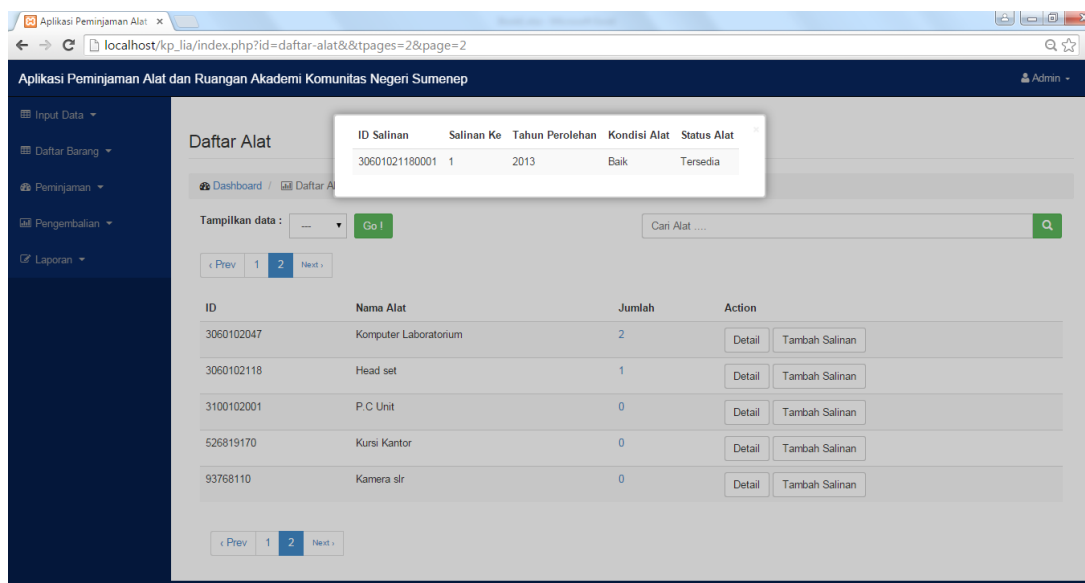 Aplikasi Peminjaman Alat
localhost/kp_lia/index.php?id=daftar-alat&&tpages=2&page=2
Aplikasi Peminjaman Alat dan Ruangan Akademi Komunitas Negeri Sumenep
Admin
Input Data
Daftar Barang
Peminjaman
Pengembalian
Laporan
Daftar Alat
ID Salinan Salinan Ke Tahun Perolehan Kondisi Alat Status Alat ×
30601021180001 1 2013 Baik Tersedia
Dashboard / Daftar Al
Tampilkan data : --- Go ! Cari Alat ....
‹ Prev 1 2 Next ›
ID Nama Alat Jumlah Action
3060102047 Komputer Laboratorium 2 Detail Tambah Salinan
3060102118 Head set 1 Detail Tambah Salinan
3100102001 P.C Unit 0 Detail Tambah Salinan
526819170 Kursi Kantor 0 Detail Tambah Salinan
93768110 Kamera slr 0 Detail Tambah Salinan
‹ Prev 1 2 Next ›